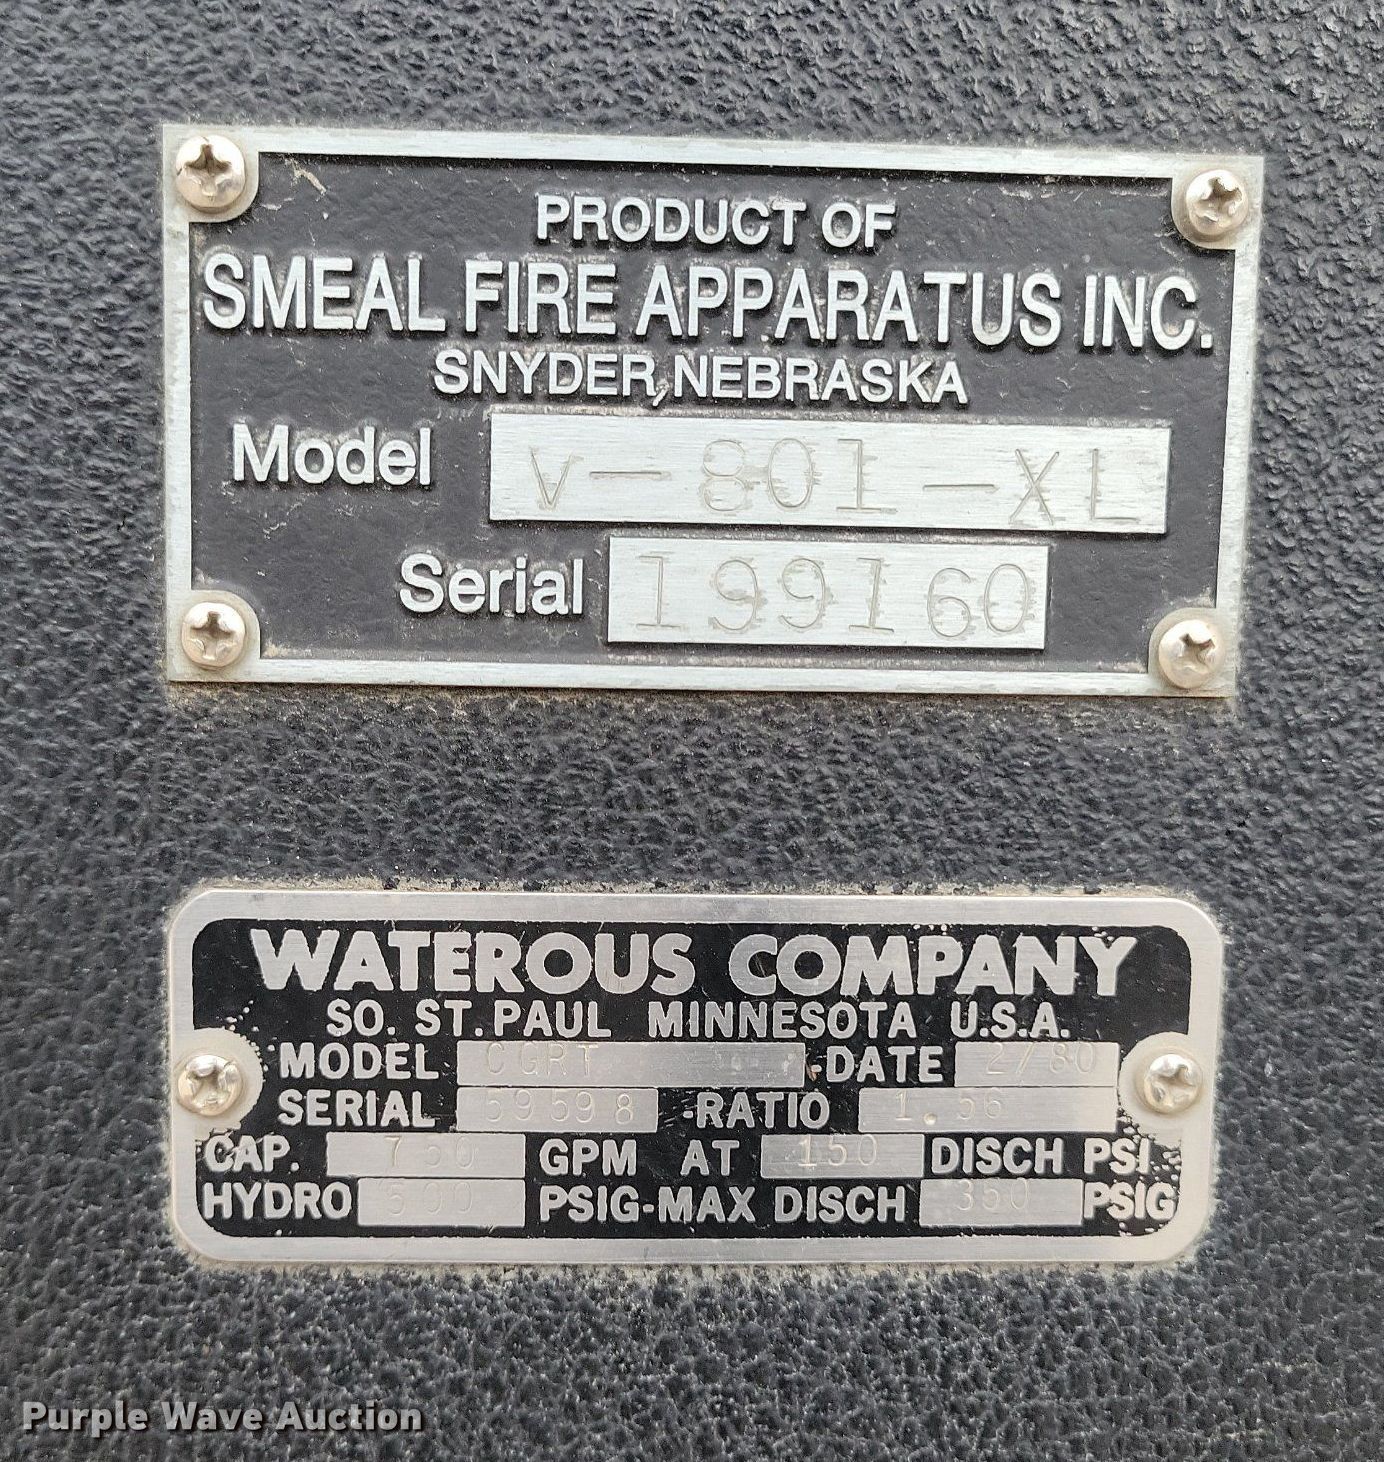 PRODUCT OF
SMEAL FIRE APPARATUS INC.
SNYDER, NEBRASKA
Model V-801-XL
Serial 199160
WATEROUS COMPANY
SO. ST. PAUL MINNESOTA U.S.A.
MODEL CGRT -DATE 2/80
SERIAL 59598 -RATIO 1.56
CAP. 750 GPM AT 150 DISCH PSI
HYDRO 500 PSIG-MAX DISCH 350 PSIG
Purple Wave Auction